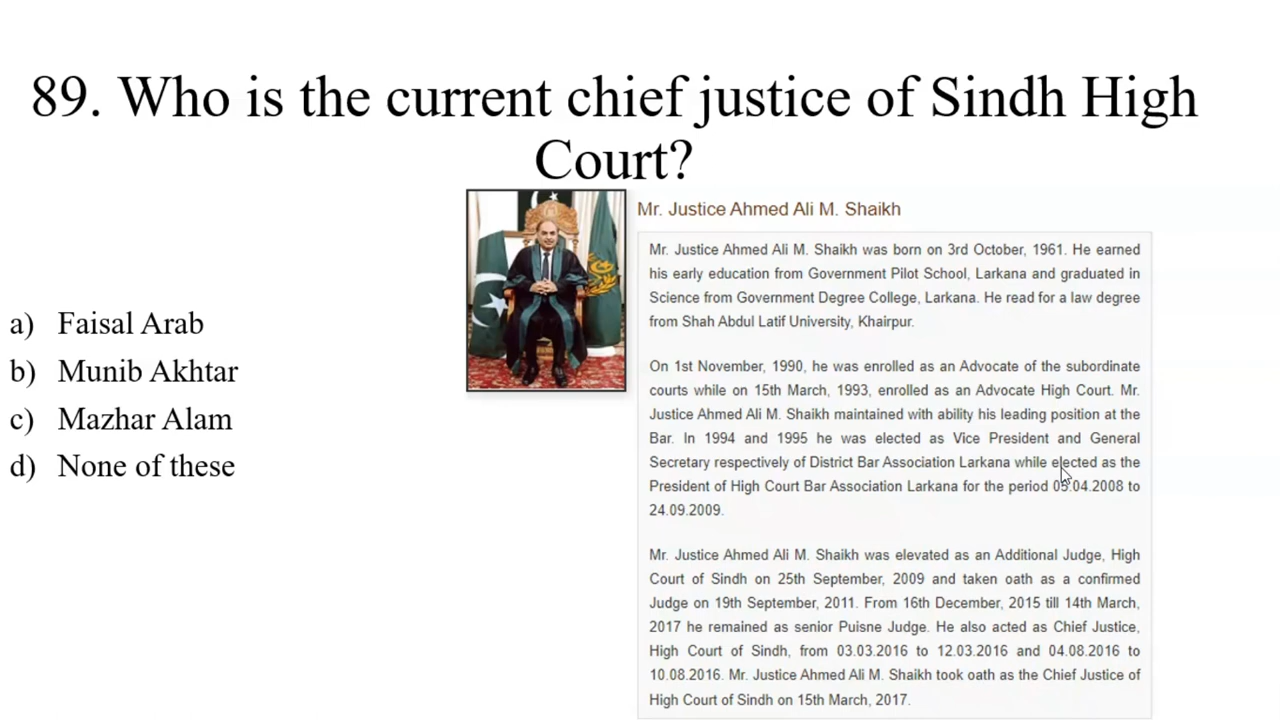 89. Who is the current chief justice of Sindh High
Court?
a) Faisal Arab
b) Munib Akhtar
c) Mazhar Alam
d) None of these
Mr. Justice Ahmed Ali M. Shaikh
Mr. Justice Ahmed Ali M. Shaikh was born on 3rd October, 1961. He earned
his early education from Government Pilot School, Larkana and graduated in
Science from Government Degree College, Larkana. He read for a law degree
from Shah Abdul Latif University, Khairpur.
On 1st November, 1990, he was enrolled as an Advocate of the subordinate
courts while on 15th March, 1993, enrolled as an Advocate High Court. Mr.
Justice Ahmed Ali M. Shaikh maintained with ability his leading position at the
Bar. In 1994 and 1995 he was elected as Vice President and General
Secretary respectively of District Bar Association Larkana while elected as the
President of High Court Bar Association Larkana for the period 05.04.2008 to
24.09.2009.
Mr. Justice Ahmed Ali M. Shaikh was elevated as an Additional Judge, High
Court of Sindh on 25th September, 2009 and taken oath as a confirmed
Judge on 19th September, 2011. From 16th December, 2015 till 14th March,
2017 he remained as senior Puisne Judge. He also acted as Chief Justice,
High Court of Sindh, from 03.03.2016 to 12.03.2016 and 04.08.2016 to
10.08.2016. Mr. Justice Ahmed Ali M. Shaikh took oath as the Chief Justice of
High Court of Sindh on 15th March, 2017.